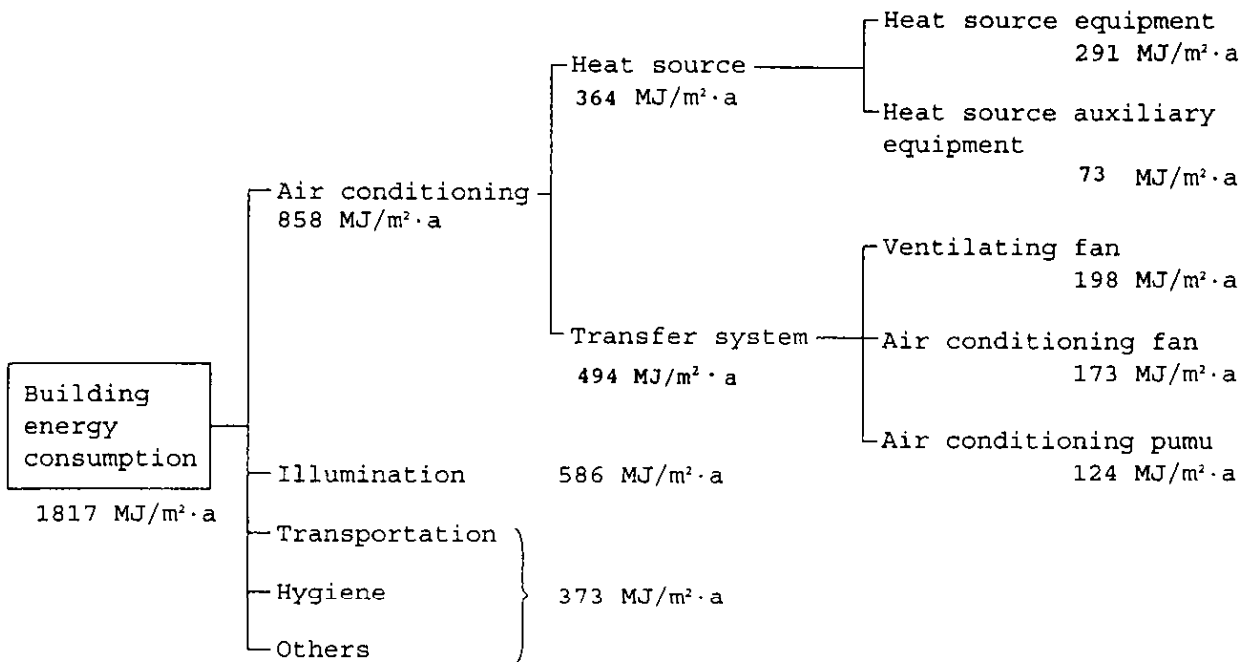 Heat source equipment
291 MJ/m²·a
Heat source
364 MJ/m²·a
Heat source auxiliary
equipment
73 MJ/m²·a
Air conditioning
858 MJ/m²·a
Ventilating fan
198 MJ/m²·a
Transfer system
494 MJ/m²·a
Air conditioning fan
173 MJ/m²·a
Building
energy
consumption
1817 MJ/m²·a
Air conditioning pumu
124 MJ/m²·a
Illumination 586 MJ/m²·a
Transportation
Hygiene 373 MJ/m²·a
Others